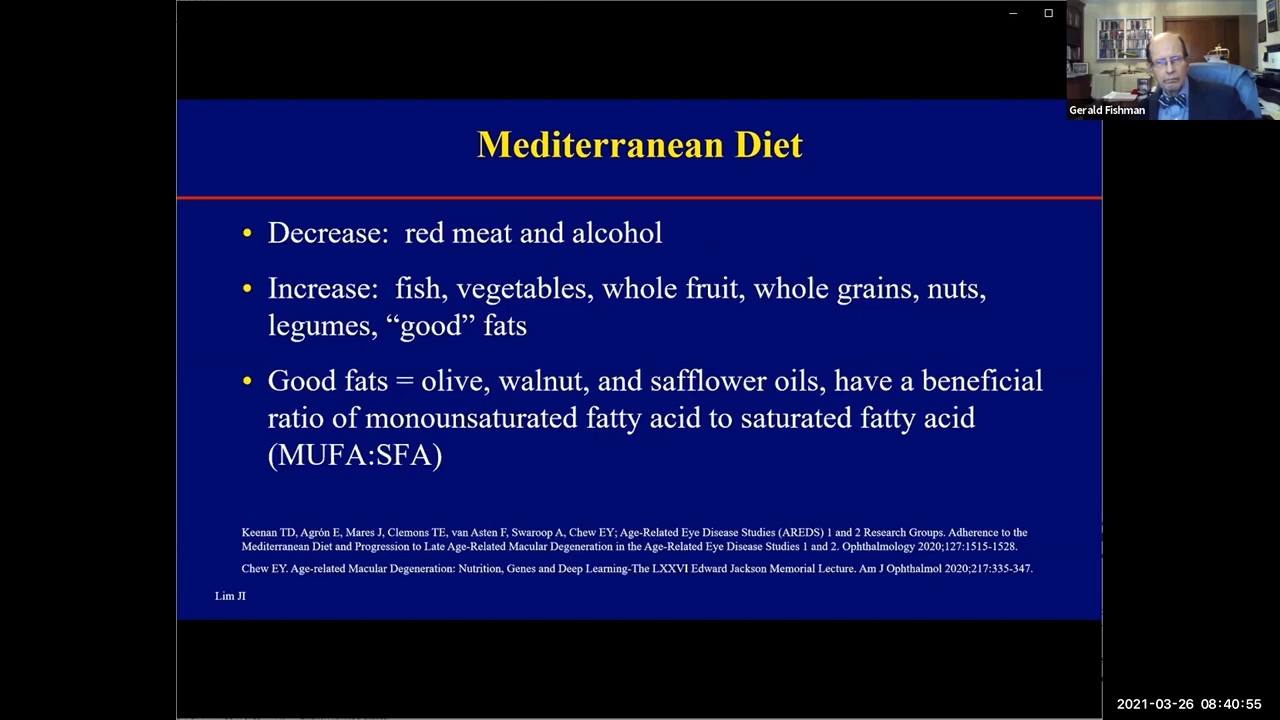 Gerald Fishman
Mediterranean Diet
• Decrease: red meat and alcohol
• Increase: fish, vegetables, whole fruit, whole grains, nuts,
legumes, “good” fats
• Good fats = olive, walnut, and safflower oils, have a beneficial
ratio of monounsaturated fatty acid to saturated fatty acid
(MUFA:SFA)
Keenan TD, Agrón E, Mares J, Clemons TE, van Asten F, Swaroop A, Chew EY; Age-Related Eye Disease Studies (AREDS) 1 and 2 Research Groups. Adherence to the
Mediterranean Diet and Progression to Late Age-Related Macular Degeneration in the Age-Related Eye Disease Studies 1 and 2. Ophthalmology 2020;127:1515-1528.
Chew EY. Age-related Macular Degeneration: Nutrition, Genes and Deep Learning-The LXXVI Edward Jackson Memorial Lecture. Am J Ophthalmol 2020;217:335-347.
Lim JI
2021-03-26 08:40:55